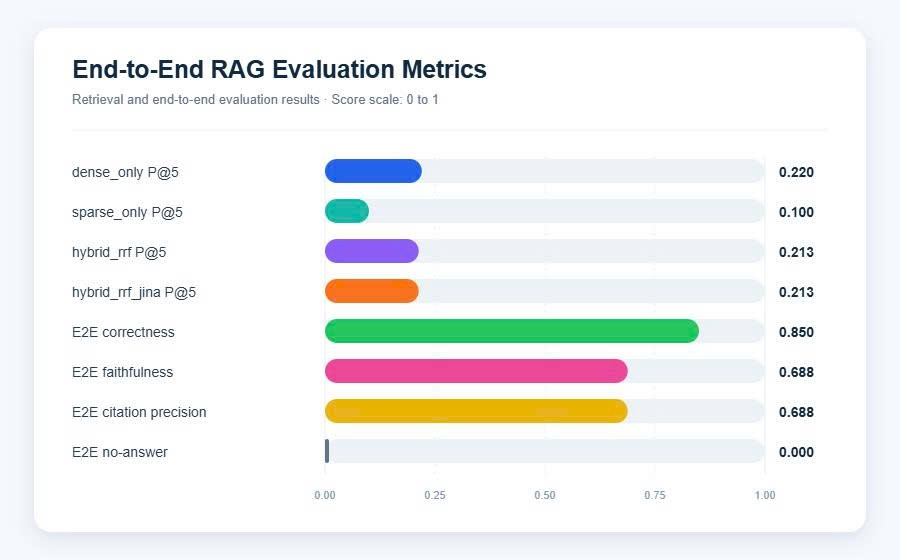 End-to-End RAG Evaluation Metrics
Retrieval and end-to-end evaluation results · Score scale: 0 to 1
dense_only P@5 0.220
sparse_only P@5 0.100
hybrid_rrf P@5 0.213
hybrid_rrf_jina P@5 0.213
E2E correctness 0.850
E2E faithfulness 0.688
E2E citation precision 0.688
E2E no-answer 0.000
0.00 0.25 0.50 0.75 1.00